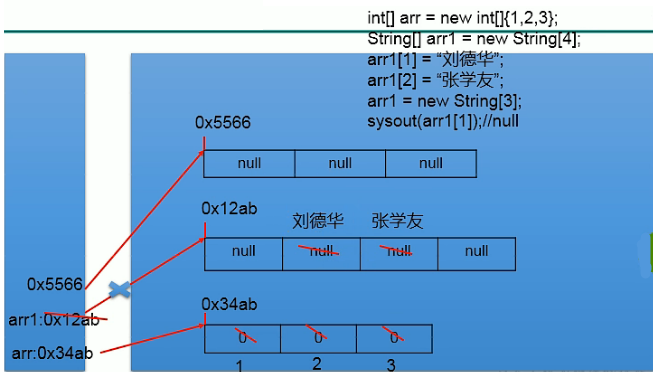 int[] arr = new int[]{1,2,3};
String[] arr1 = new String[4];
arr1[1] = “刘德华”;
arr1[2] = “张学友”;
arr1 = new String[3];
sysout(arr1[1]);//null
0x5566
null null null
0x12ab
刘德华 张学友
null null null null
0x5566
arr1:0x12ab
0x34ab
0 0 0
arr:0x34ab
1 2 3